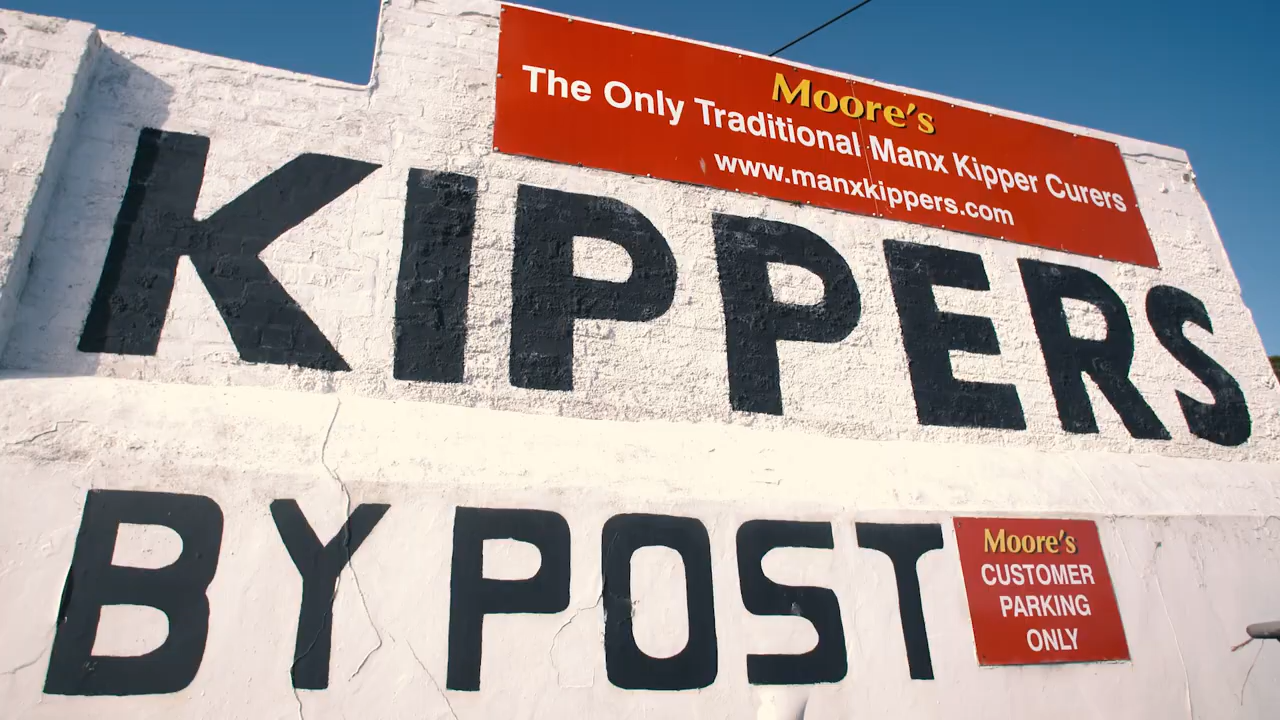 Moore's
The Only Traditional Manx Kipper Curers
www.manxkippers.com
KIPPERS
BY POST
Moore's
CUSTOMER
PARKING
ONLY